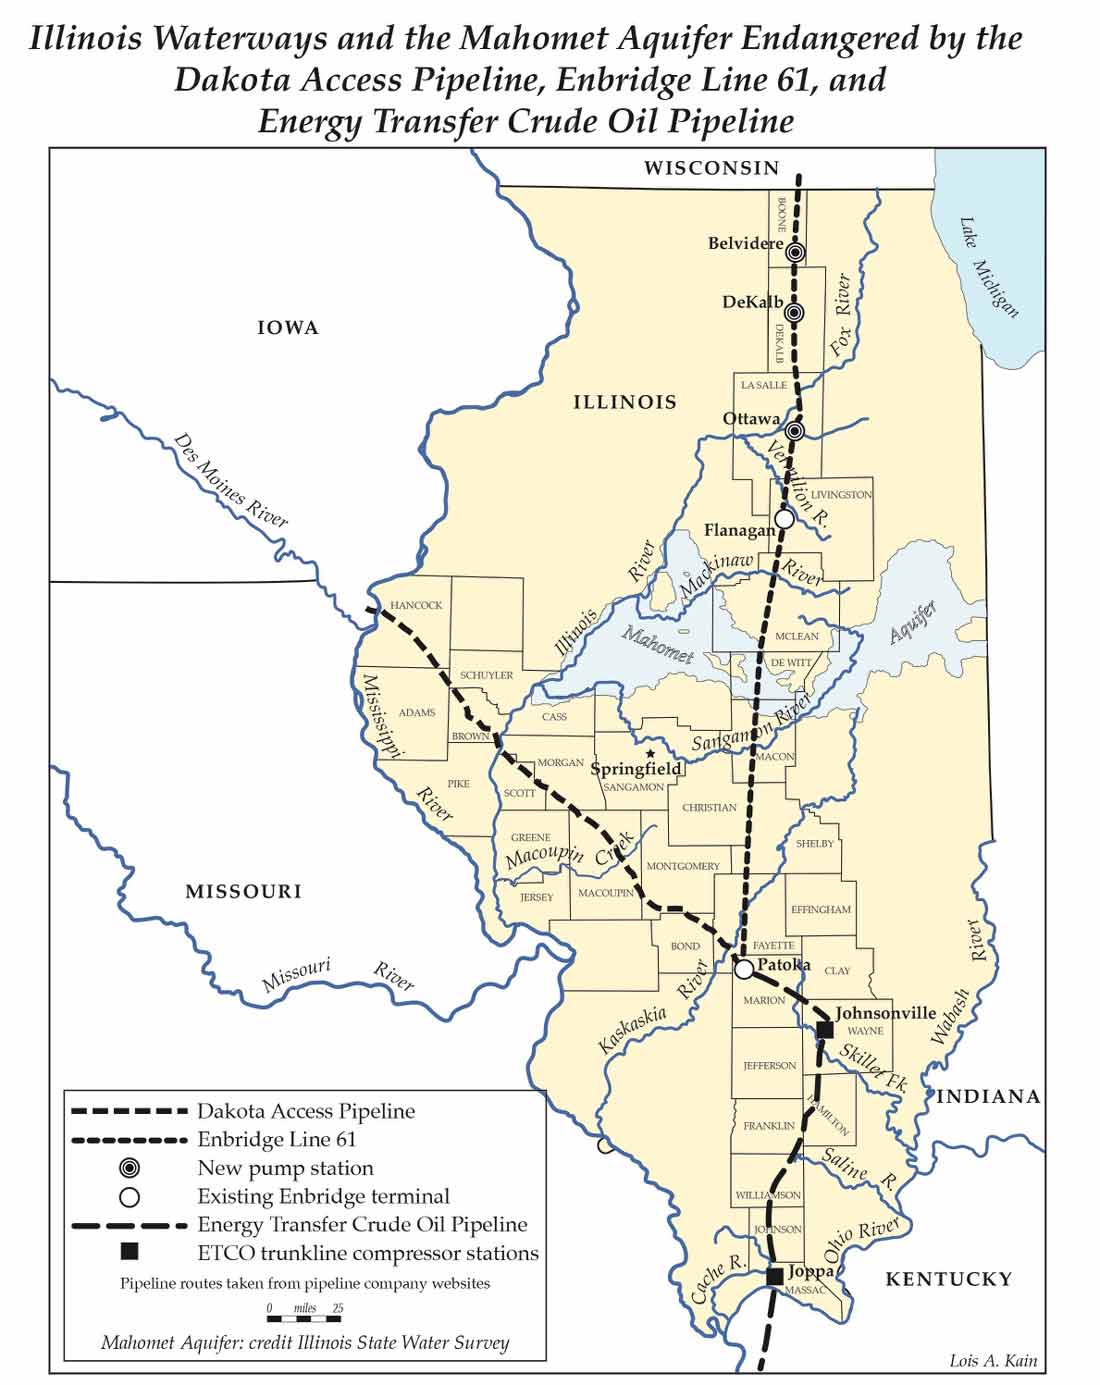 Illinois Waterways and the Mahomet Aquifer Endangered by the
Dakota Access Pipeline, Enbridge Line 61, and
Energy Transfer Crude Oil Pipeline
WISCONSIN
BOONE
Belvidere
Lake Michigan
DeKalb
DEKALB
Fox River
IOWA
LA SALLE
ILLINOIS
Ottawa
Des Moines River
Vermilion R.
LIVINGSTON
Flanagan
Illinois River
Mackinaw River
HANCOCK
Mahomet Aquifer
MCLEAN
DE WITT
SCHUYLER
Mississippi River
ADAMS
CASS
BROWN
Sangamon River
MORGAN
Springfield
MACON
PIKE
SCOTT
SANGAMON
CHRISTIAN
GREENE
Macoupin Creek
SHELBY
MONTGOMERY
MISSOURI
JERSEY
MACOUPIN
EFFINGHAM
BOND
FAYETTE
Wabash River
Missouri River
Patoka
CLAY
Kaskaskia River
MARION
Johnsonville
WAYNE
Skillet Fk.
JEFFERSON
INDIANA
HAMILTON
FRANKLIN
Saline R.
WILLIAMSON
JOHNSON
Ohio River
Cache R.
Joppa
KENTUCKY
MASSAC
Dakota Access Pipeline
Enbridge Line 61
New pump station
Existing Enbridge terminal
Energy Transfer Crude Oil Pipeline
ETCO trunkline compressor stations
Pipeline routes taken from pipeline company websites
0 miles 25
Mahomet Aquifer: credit Illinois State Water Survey
Lois A. Kain